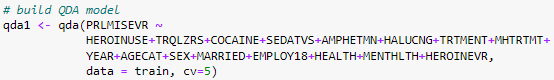 # build QDA model
qda1 <- qda(PRLMISEVR ~
HEROINUSE+TRQLZRS+COCAINE+SEDATVS+AMPHETMN+HALUCNG+TRTMENT+MHTRTMT+
YEAR+AGECAT+SEX+MARRIED+EMPLOY18+HEALTH+MENTHLTH+HEROINEVR,
data = train, cv=5)